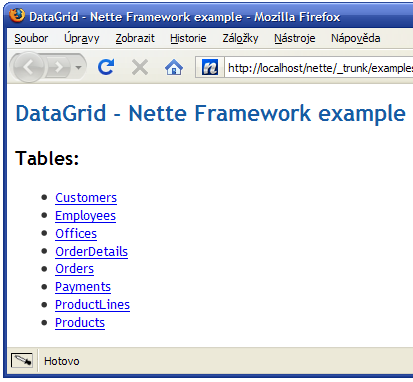 DataGrid - Nette Framework example - Mozilla Firefox
Soubor Úpravy Zobrazit Historie Záložky Nástroje Nápověda
n http://localhost/nette/_trunk/examples
DataGrid - Nette Framework example
Tables:
Customers
Employees
Offices
OrderDetails
Orders
Payments
ProductLines
Products
Hotovo